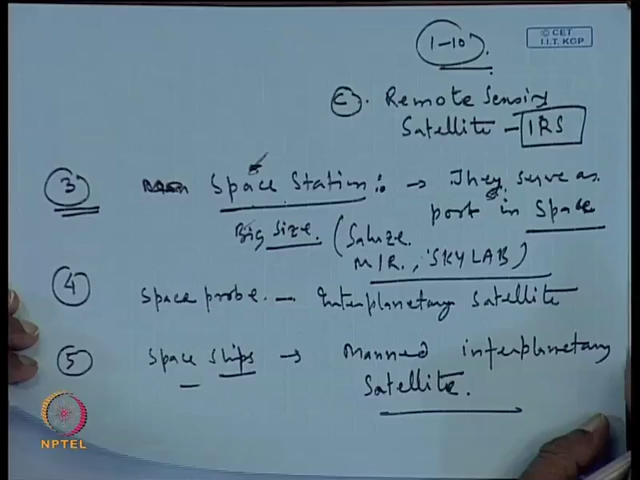 1-10
© CET
I.I.T. KGP
E. Remote Sensing
Satellite - IRS
3 Space Station: → They serve as
port in Space
Big Size. (Saluze
MIR, SKYLAB)
4 Space probe. - Interplanetary Satellite
5 Space Ships → Manned interplanetary
Satellite.
NPTEL